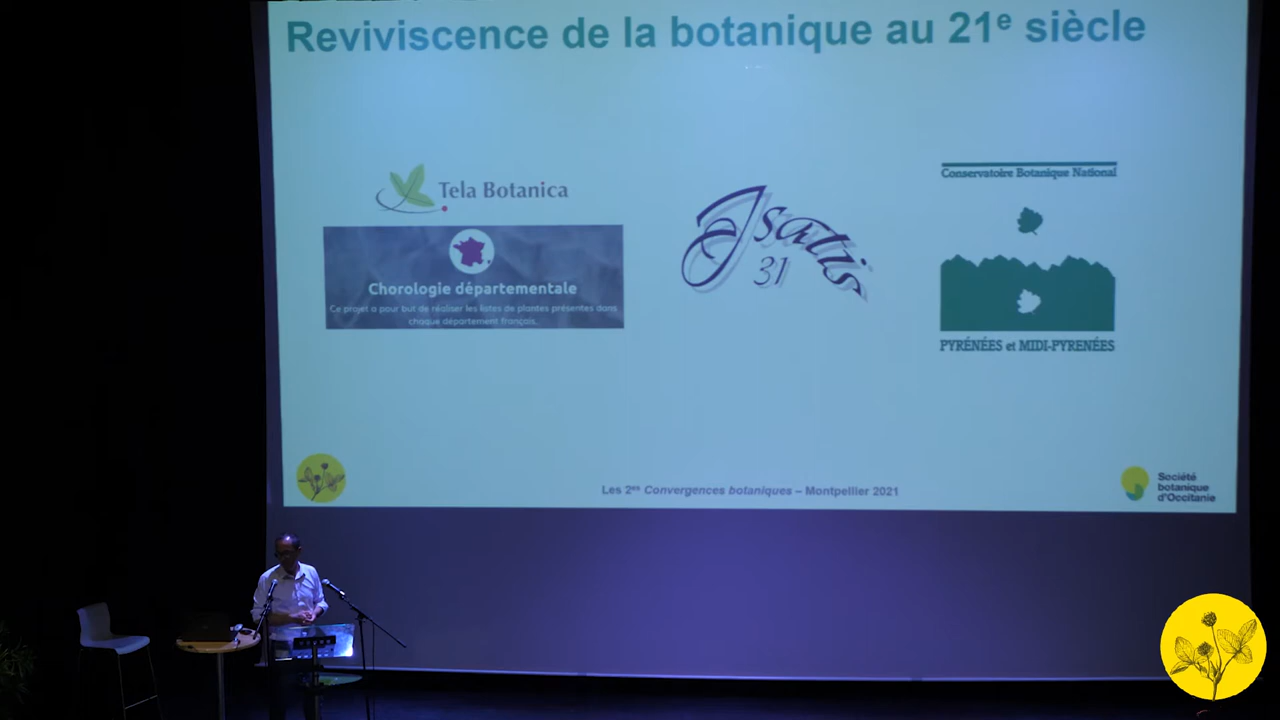 Reviviscence de la botanique au 21e siècle
Tela Botanica
Chorologie départementale
Ce projet a pour but de réaliser les listes de plantes présentes dans
chaque département français.
Isatis
31
Conservatoire Botanique National
PYRÉNÉES et MIDI-PYRENÉES
Les 2es Convergences botaniques – Montpellier 2021
Société
botanique
d'Occitanie